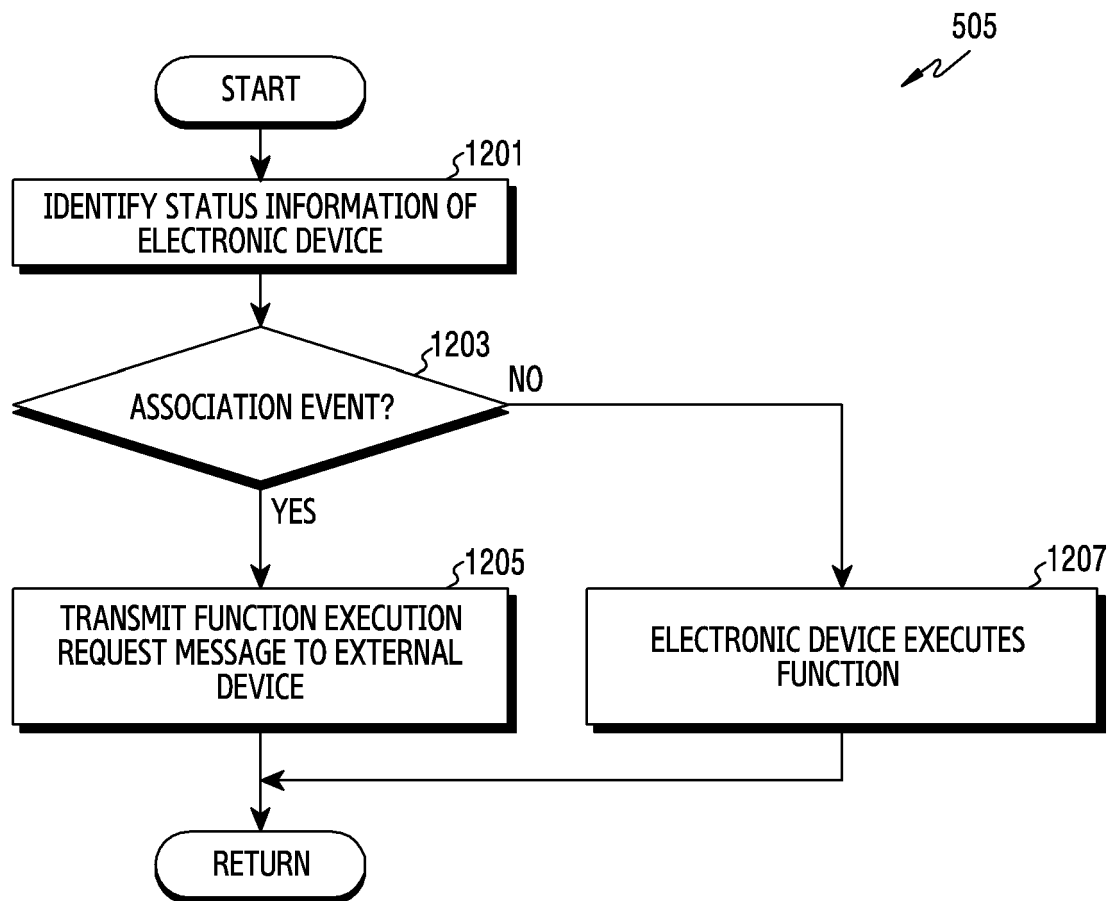 505
START
1201
IDENTIFY STATUS INFORMATION OF
ELECTRONIC DEVICE
1203
ASSOCIATION EVENT?
NO
YES
1205
TRANSMIT FUNCTION EXECUTION
REQUEST MESSAGE TO EXTERNAL
DEVICE
1207
ELECTRONIC DEVICE EXECUTES
FUNCTION
RETURN